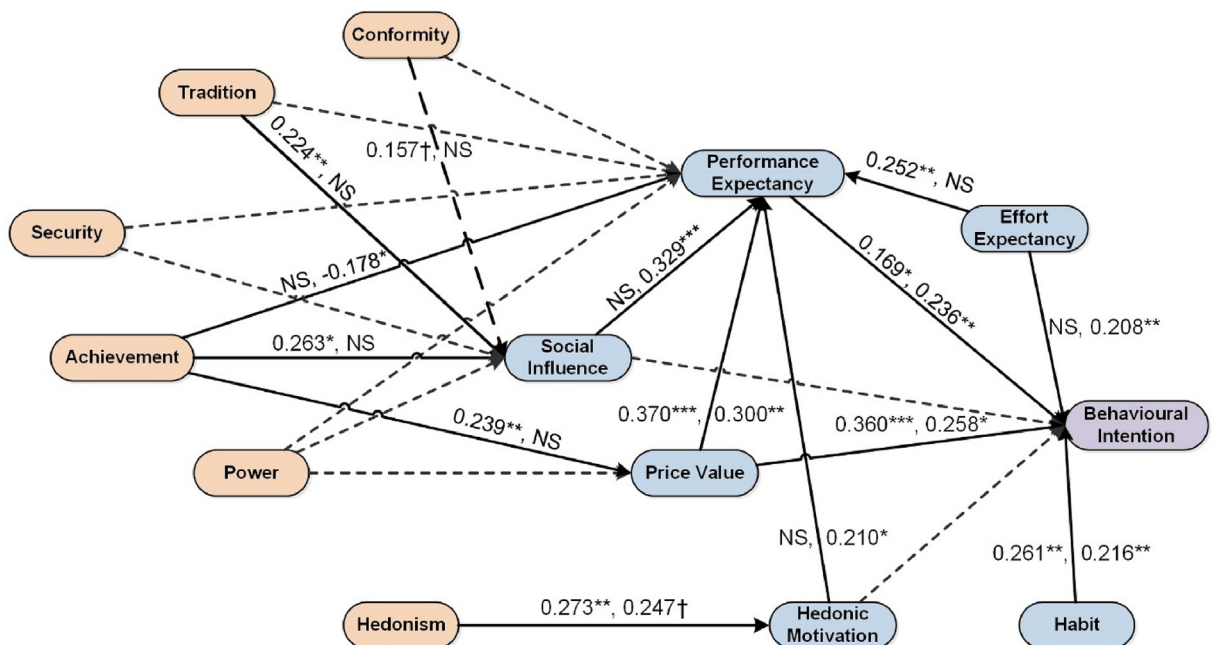 Conformity
Tradition
0.224**, NS
0.157†, NS
Performance
Expectancy
0.252**, NS
Effort
Expectancy
Security
NS, -0.178*
NS, 0.329***
0.169*, 0.236**
NS, 0.208**
Achievement
0.263*, NS
Social
Influence
0.239**, NS
0.370***, 0.300**
0.360***, 0.258*
Behavioural
Intention
Power
Price Value
NS, 0.210*
0.261**, 0.216**
Hedonism
0.273**, 0.247†
Hedonic
Motivation
Habit